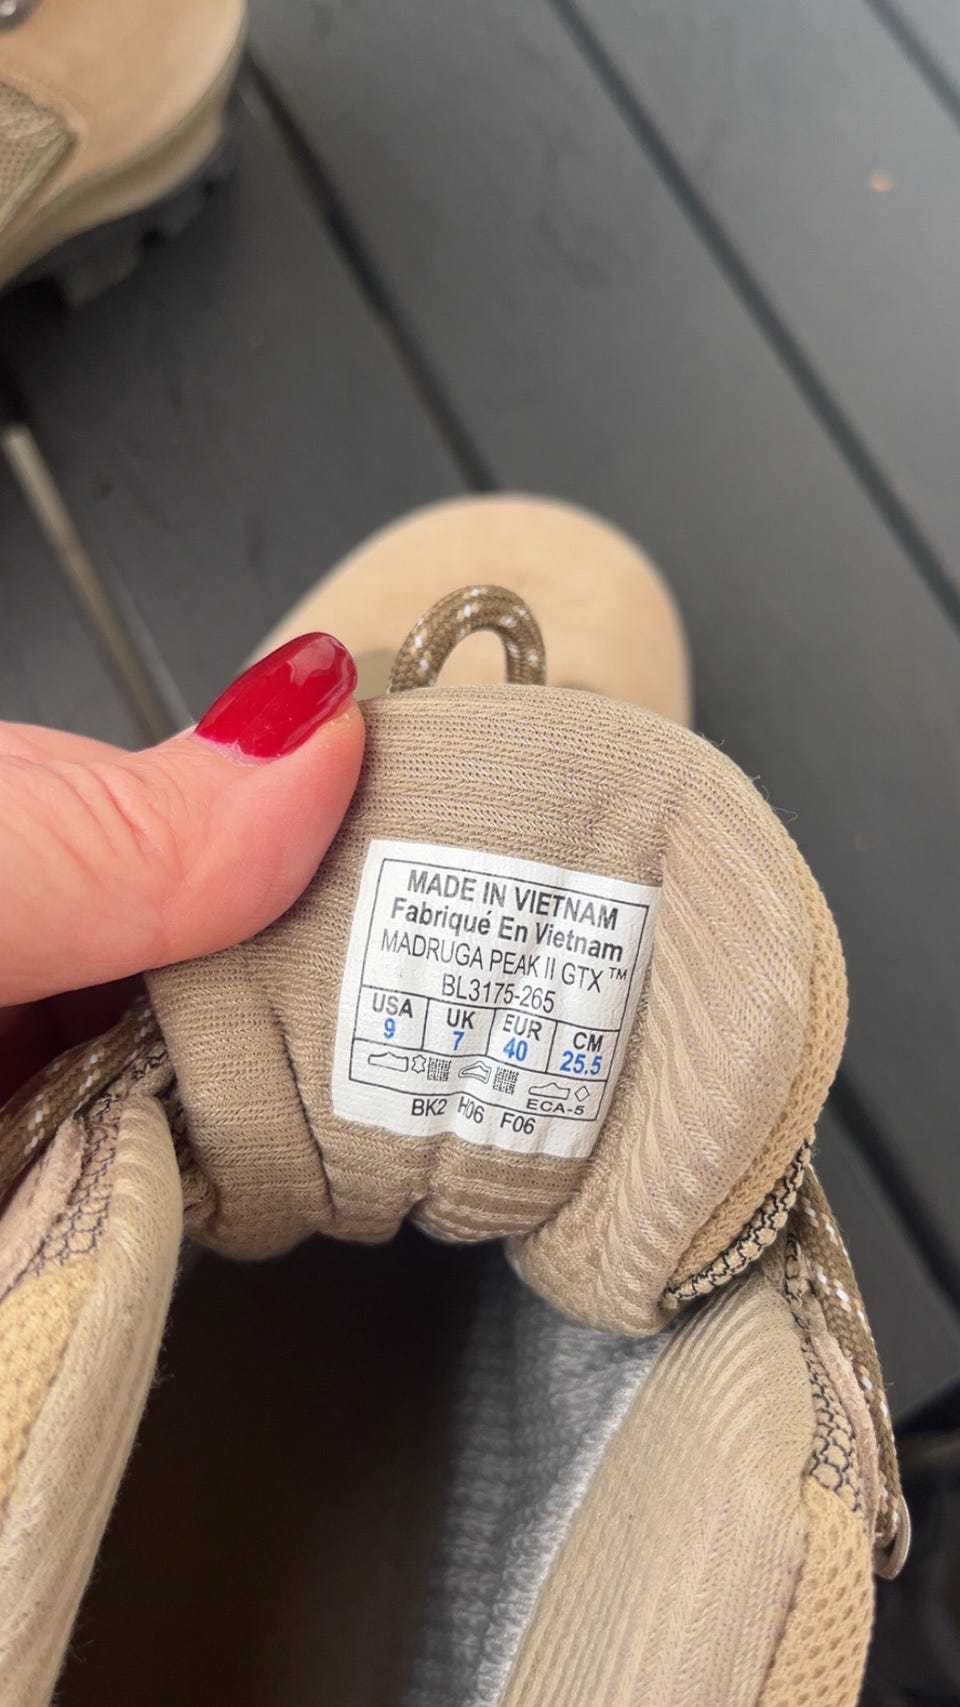 MADE IN VIETNAM
Fabriqué En Vietnam
MADRUGA PEAK II GTX™
BL3175-265
USA UK EUR CM
9 7 40 25.5
ECA-5
BK2 H06 F06